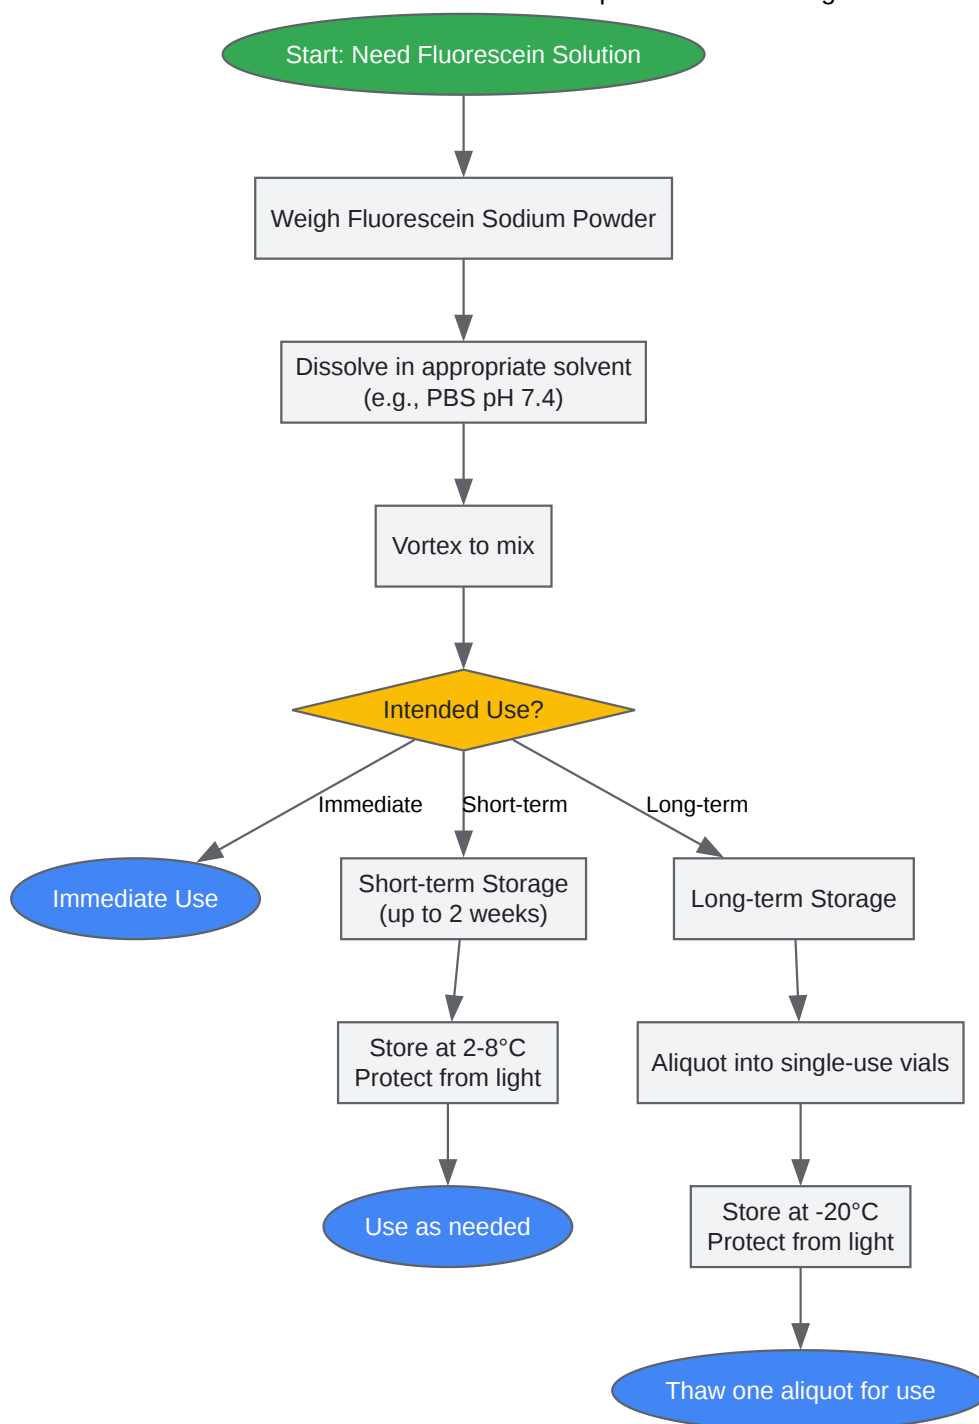 Start: Need Fluorescein Solution
Weigh Fluorescein Sodium Powder
Dissolve in appropriate solvent
(e.g., PBS pH 7.4)
Vortex to mix
Intended Use?
Immediate
Short-term
Long-term
Immediate Use
Short-term Storage
(up to 2 weeks)
Long-term Storage
Store at 2-8°C
Protect from light
Aliquot into single-use vials
Use as needed
Store at -20°C
Protect from light
Thaw one aliquot for use